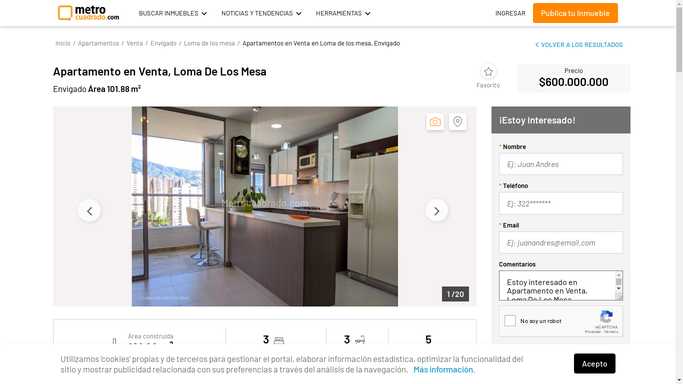 metro
cuadrado.com
BUSCAR INMUEBLES
NOTICIAS Y TENDENCIAS
HERRAMIENTAS
INGRESAR
Publica tu Inmueble
Inicio / Apartamentos / Venta / Envigado / Loma de los mesa / Apartamentos en Venta en Loma de los mesa, Envigado
< VOLVER A LOS RESULTADOS
Apartamento en Venta, Loma De Los Mesa
Envigado Área 101.88 m²
Favorito
Precio
$600.000.000
Metrocuadrado.com
1 /20
¡Estoy Interesado!
* Nombre
Ej: Juan Andres
* Teléfono
Ej: 322*******
* Email
Ej: juanandres@email.com
Comentarios
Estoy interesado en
Apartamento en Venta,
Loma De Los Mesa
No soy un robot
reCAPTCHA
Privacidad - Términos
Área construida
3
3
5
Utilizamos 'cookies' propias y de terceros para gestionar el portal, elaborar información estadística, optimizar la funcionalidad del
sitio y mostrar publicidad relacionada con sus preferencias a través del análisis de la navegación. Más información.
Acepto